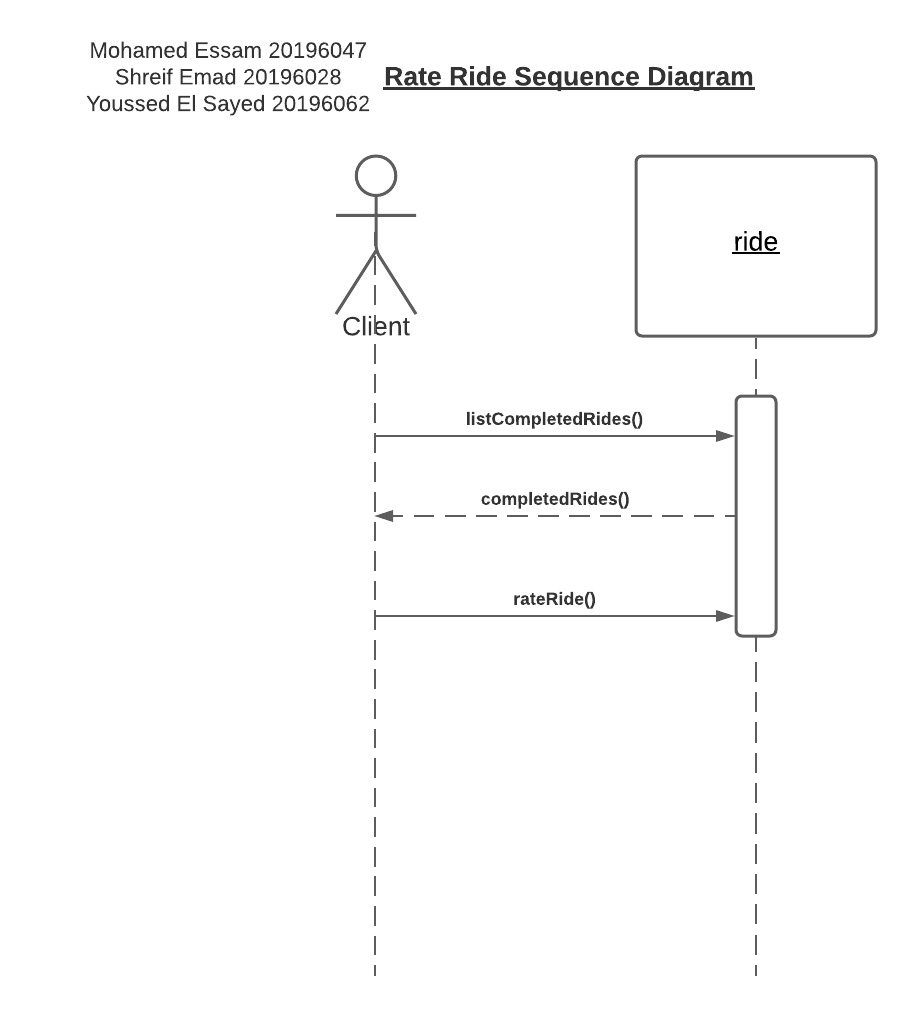 Mohamed Essam 20196047
Shreif Emad 20196028
Youssed El Sayed 20196062
Rate Ride Sequence Diagram
Client
ride
listCompletedRides()
completedRides()
rateRide()